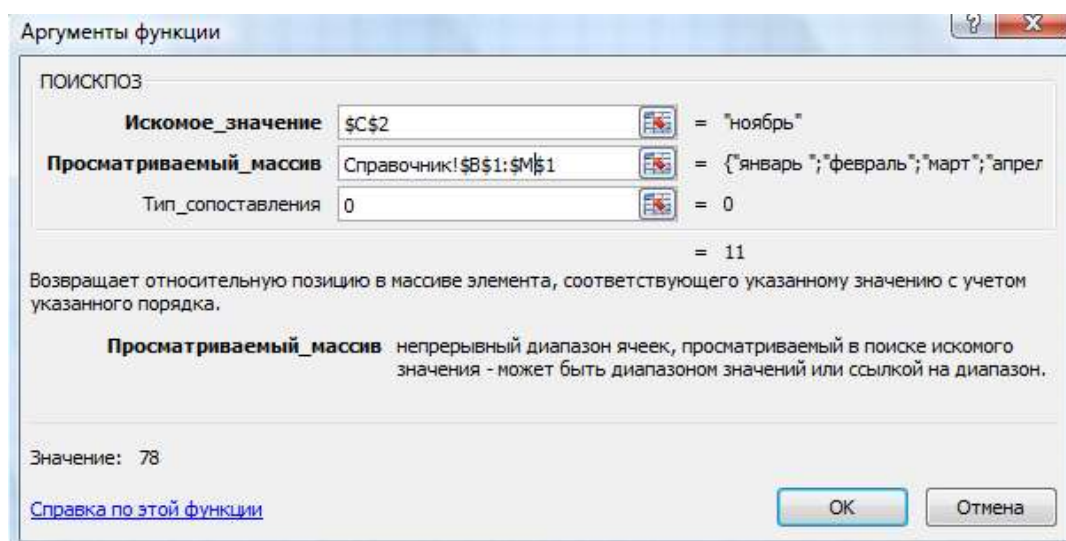 Аргументы функции
ПОИСКПОЗ
Искомое_значение $C$2 = "ноябрь"
Просматриваемый_массив Справочник!$B$1:$M$1 = {"январь ";"февраль";"март";"апрел
Тип_сопоставления 0 = 0
= 11
Возвращает относительную позицию в массиве элемента, соответствующего указанному значению с учетом
указанного порядка.
Просматриваемый_массив непрерывный диапазон ячеек, просматриваемый в поиске искомого
значения - может быть диапазоном значений или ссылкой на диапазон.
Значение: 78
Справка по этой функции
ОК Отмена